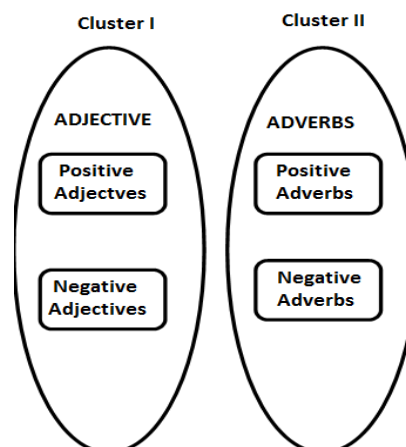 Cluster I
Cluster II
ADJECTIVE
ADVERBS
Positive
Adjectves
Positive
Adverbs
Negative
Adjectives
Negative
Adverbs